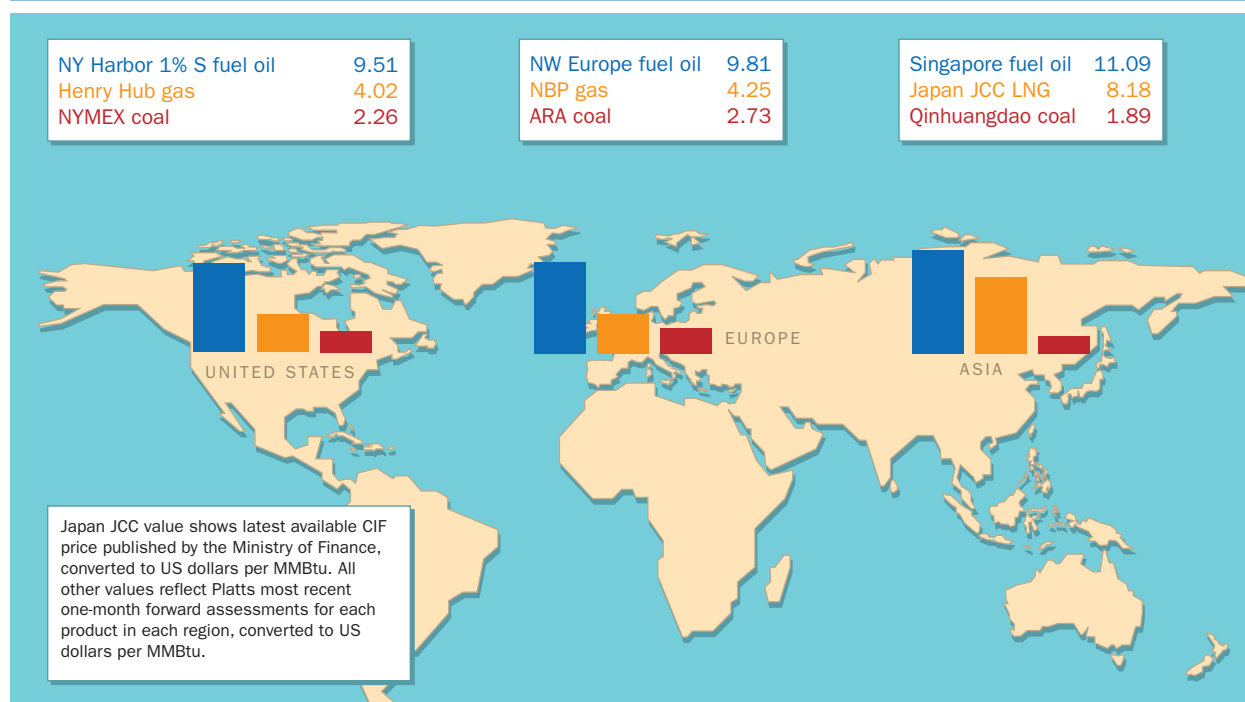 NY Harbor 1% S fuel oil 9.51
Henry Hub gas 4.02
NYMEX coal 2.26
NW Europe fuel oil 9.81
NBP gas 4.25
ARA coal 2.73
Singapore fuel oil 11.09
Japan JCC LNG 8.18
Qinhuangdao coal 1.89
UNITED STATES
EUROPE
ASIA
Japan JCC value shows latest available CIF
price published by the Ministry of Finance,
converted to US dollars per MMBtu. All
other values reflect Platts most recent
one-month forward assessments for each
product in each region, converted to US
dollars per MMBtu.